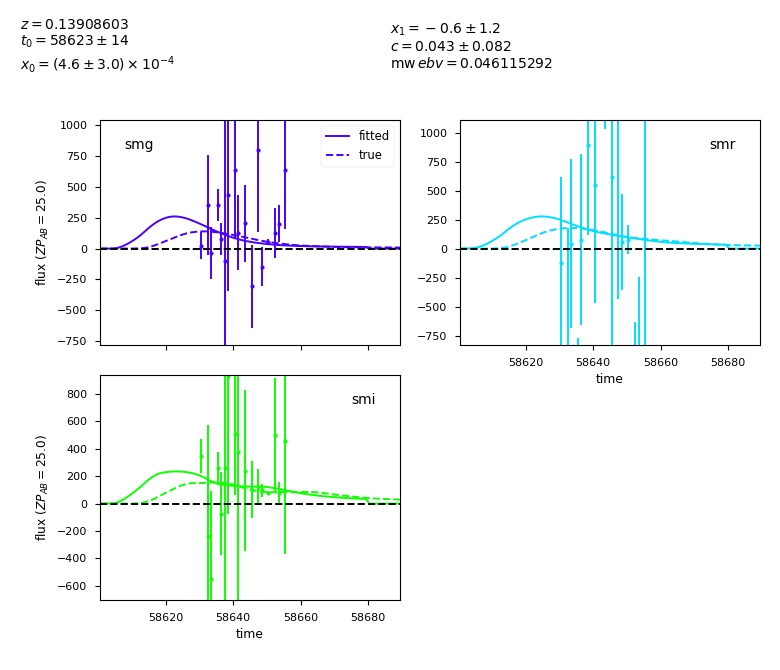 z = 0.13908603
t₀ = 58623 ± 14
x₀ = (4.6 ± 3.0) × 10⁻⁴
x₁ = −0.6 ± 1.2
c = 0.043 ± 0.082
mw ebv = 0.046115292
smg
fitted
true
1000
750
500
250
0
−250
−500
−750
flux (ZP_AB = 25.0)
smr
1000
750
500
250
0
−250
−500
−750
58620 58640 58660 58680
time
smi
800
600
400
200
0
−200
−400
−600
flux (ZP_AB = 25.0)
58620 58640 58660 58680
time